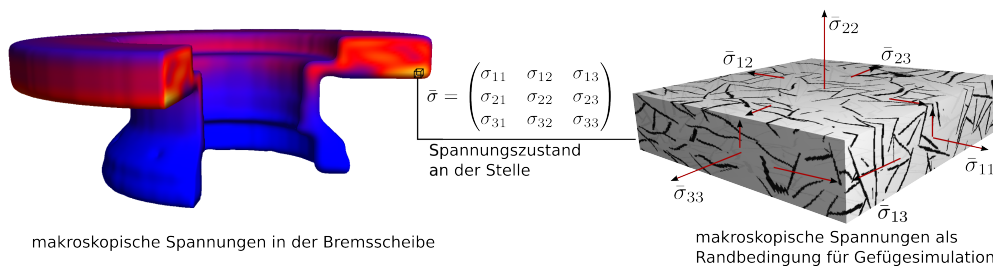 σ̄ =
σ₁₁ σ₁₂ σ₁₃
σ₂₁ σ₂₂ σ₂₃
σ₃₁ σ₃₂ σ₃₃
Spannungszustand
an der Stelle
makroskopische Spannungen in der Bremsscheibe
σ̄₂₂
σ̄₁₂
σ̄₂₃
σ̄₁₁
σ̄₃₃
σ̄₁₃
makroskopische Spannungen als
Randbedingung für Gefügesimulation